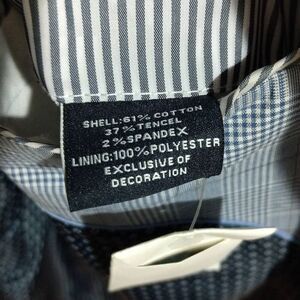 SHELL:61% COTTON
37% TENCEL
2% SPANDEX
LINING:100% POLYESTER
EXCLUSIVE OF
DECORATION